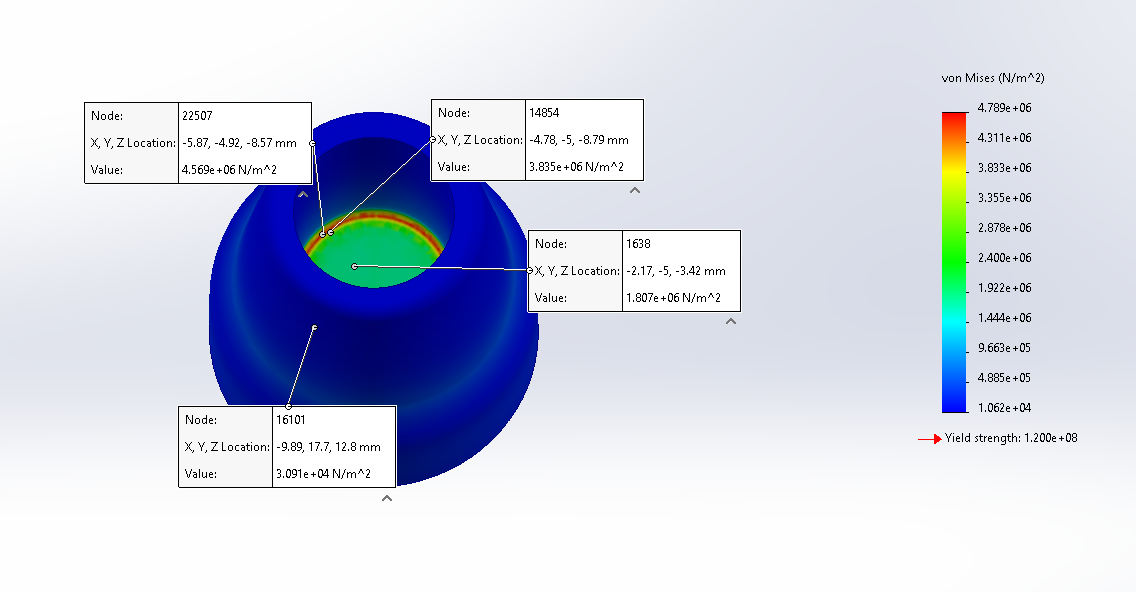 von Mises (N/m^2)
4.789e+06
4.311e+06
3.833e+06
3.355e+06
2.878e+06
2.400e+06
1.922e+06
1.444e+06
9.663e+05
4.885e+05
1.062e+04
Yield strength: 1.200e+08
Node: 22507
X, Y, Z Location: -5.87, -4.92, -8.57 mm
Value: 4.569e+06 N/m^2
Node: 14854
X, Y, Z Location: -4.78, -5, -8.79 mm
Value: 3.835e+06 N/m^2
Node: 1638
X, Y, Z Location: -2.17, -5, -3.42 mm
Value: 1.807e+06 N/m^2
Node: 16101
X, Y, Z Location: -9.89, 17.7, 12.8 mm
Value: 3.091e+04 N/m^2